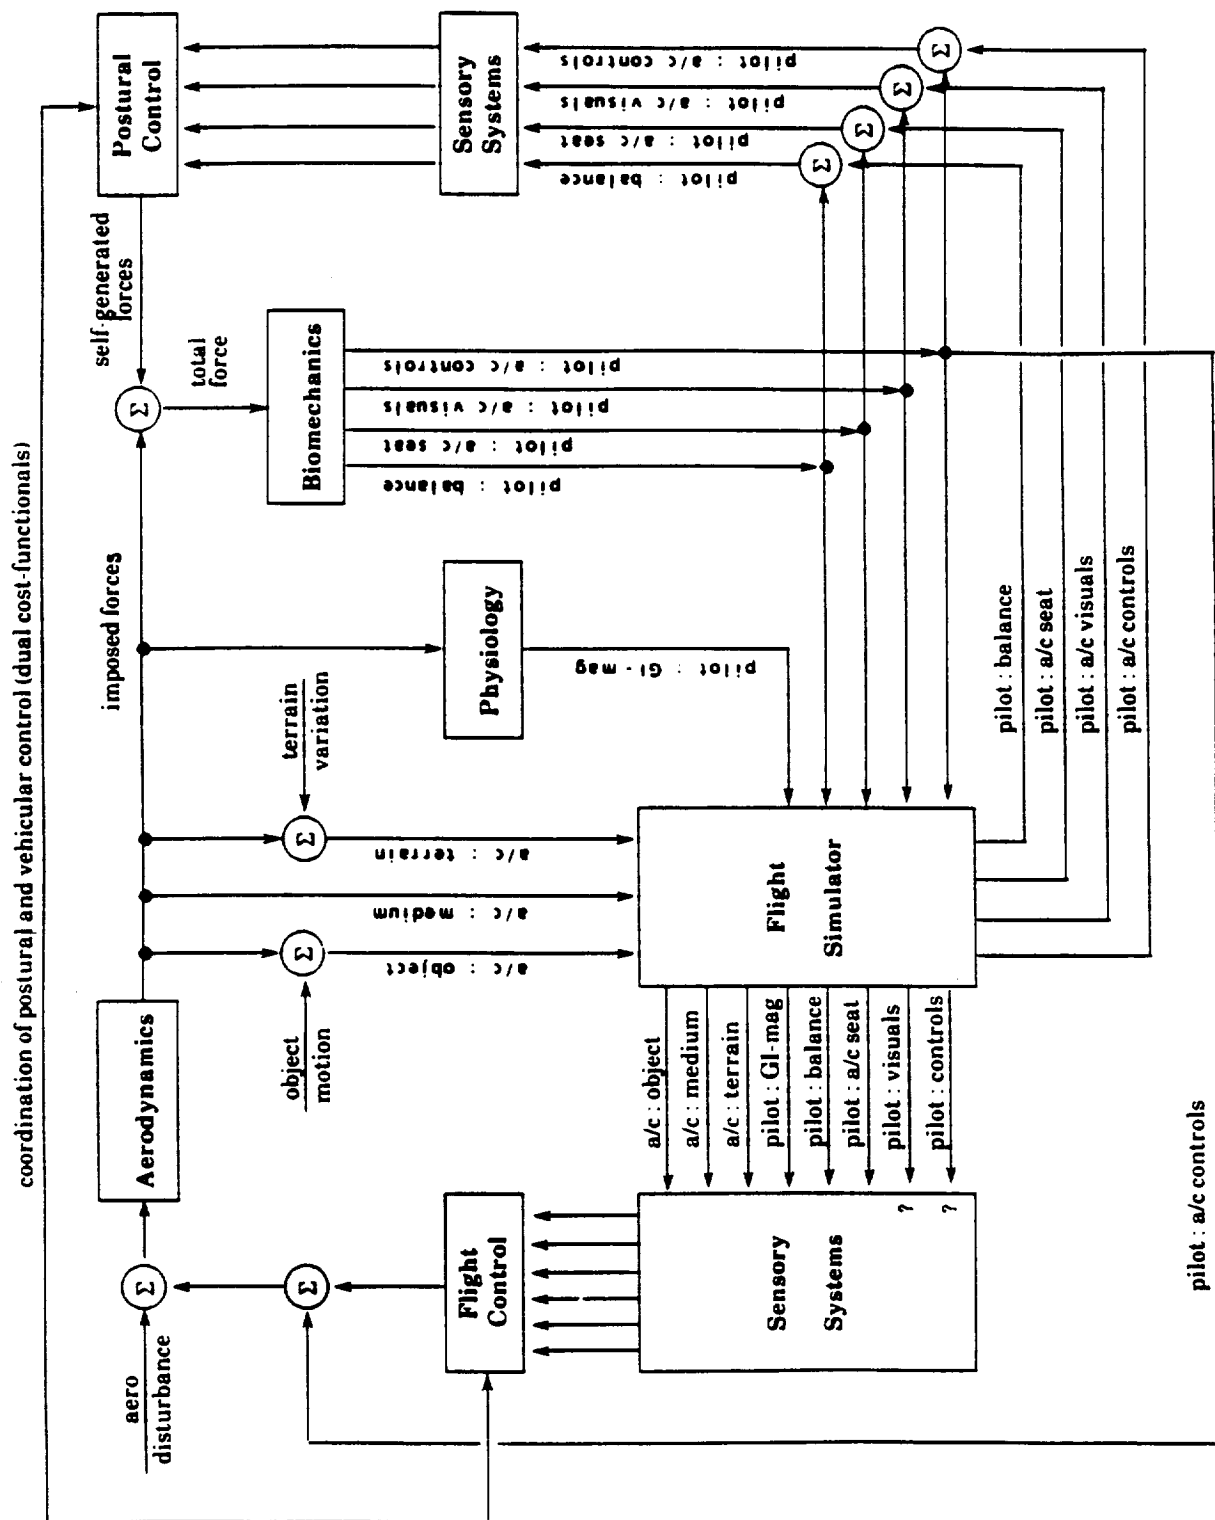 coordination of postural and vehicular control (dual cost-functionals)
aero
disturbance
Σ
Aerodynamics
imposed forces
Σ
self-generated
forces
Postural
Control
Σ
object
motion
Σ
terrain
variation
Σ
total
force
Flight
Control
a/c : object
a/c : medium
a/c : terrain
Physiology
pilot : GI-mag
Biomechanics
pilot : balance
pilot : a/c seat
pilot : a/c visuals
pilot : a/c controls
Sensory
Systems
pilot : balance
pilot : a/c seat
pilot : a/c visuals
pilot : a/c controls
Σ
Σ
Σ
Σ
Sensory
Systems
?
?
a/c : object
a/c : medium
a/c : terrain
pilot : GI-mag
pilot : balance
pilot : a/c seat
pilot : visuals
pilot : controls
Flight
Simulator
pilot : balance
pilot : a/c seat
pilot : a/c visuals
pilot : a/c controls
pilot : a/c controls